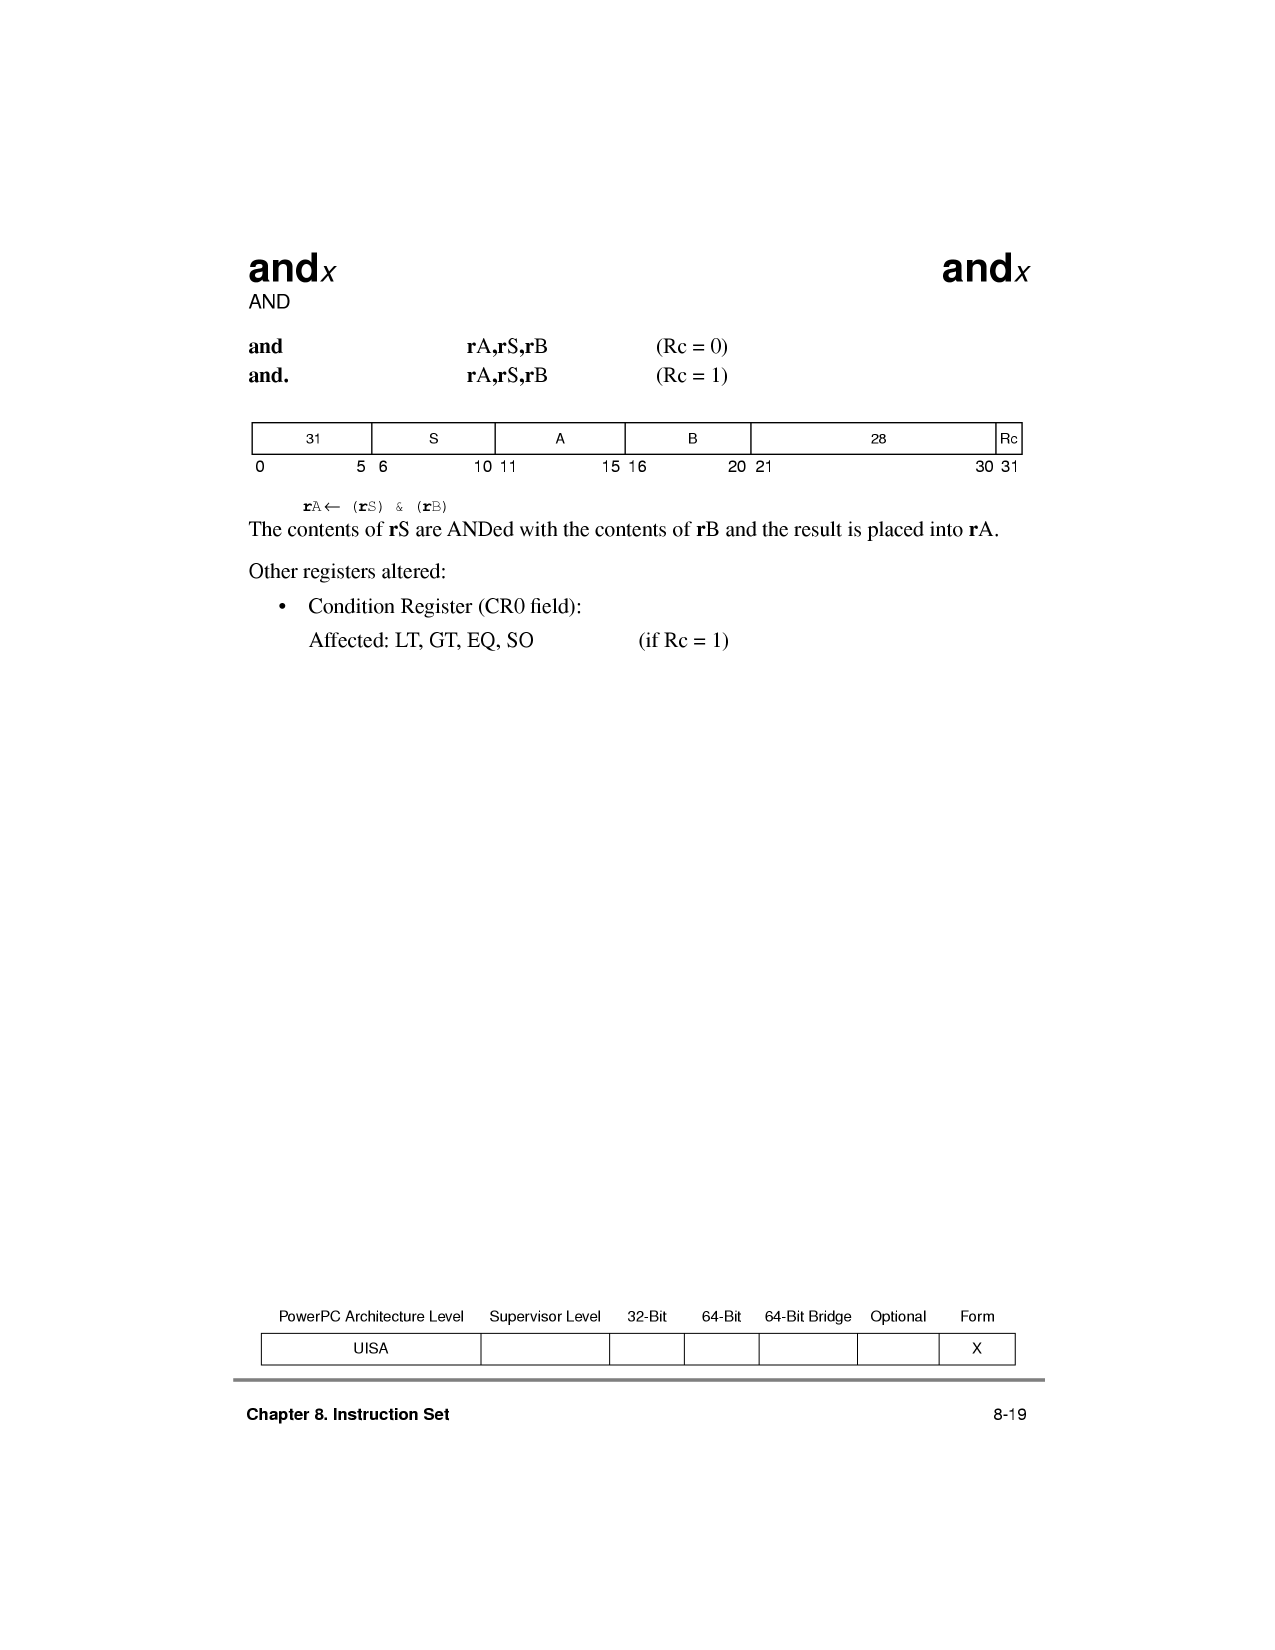 andx andx
AND
and rA,rS,rB (Rc = 0)
and. rA,rS,rB (Rc = 1)
31 S A B 28 Rc
0 5 6 10 11 15 16 20 21 30 31
rA← (rS) & (rB)
The contents of rS are ANDed with the contents of rB and the result is placed into rA.
Other registers altered:
• Condition Register (CR0 field):
Affected: LT, GT, EQ, SO (if Rc = 1)
PowerPC Architecture Level Supervisor Level 32-Bit 64-Bit 64-Bit Bridge Optional Form
UISA X
Chapter 8. Instruction Set 8-19